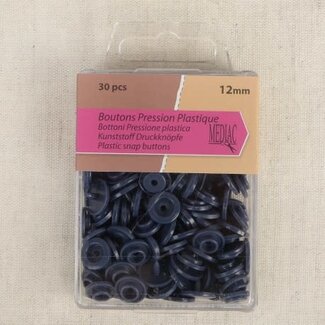 30 pcs
12mm
Boutons Pression Plastique
Bottoni Pressione plastica
Kunststoff Druckknöpfe
Plastic snap buttons
MEDIAC